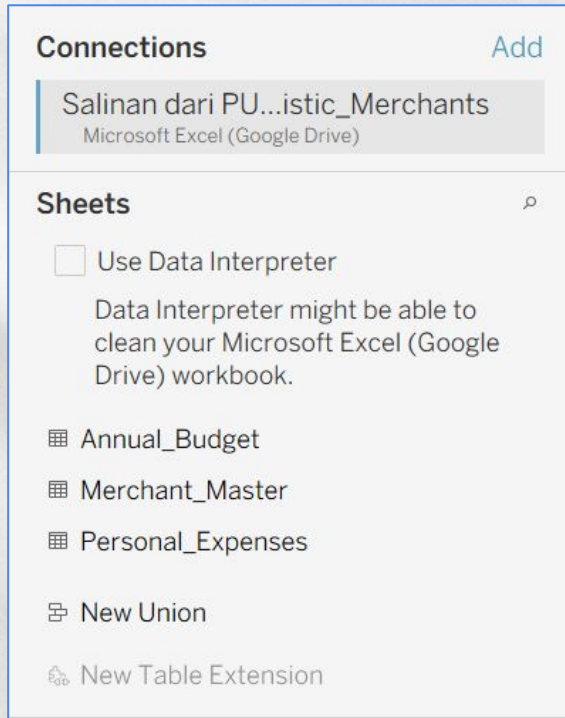 Connections Add
Salinan dari PU...istic_Merchants
Microsoft Excel (Google Drive)
Sheets
Use Data Interpreter
Data Interpreter might be able to
clean your Microsoft Excel (Google
Drive) workbook.
Annual_Budget
Merchant_Master
Personal_Expenses
New Union
New Table Extension